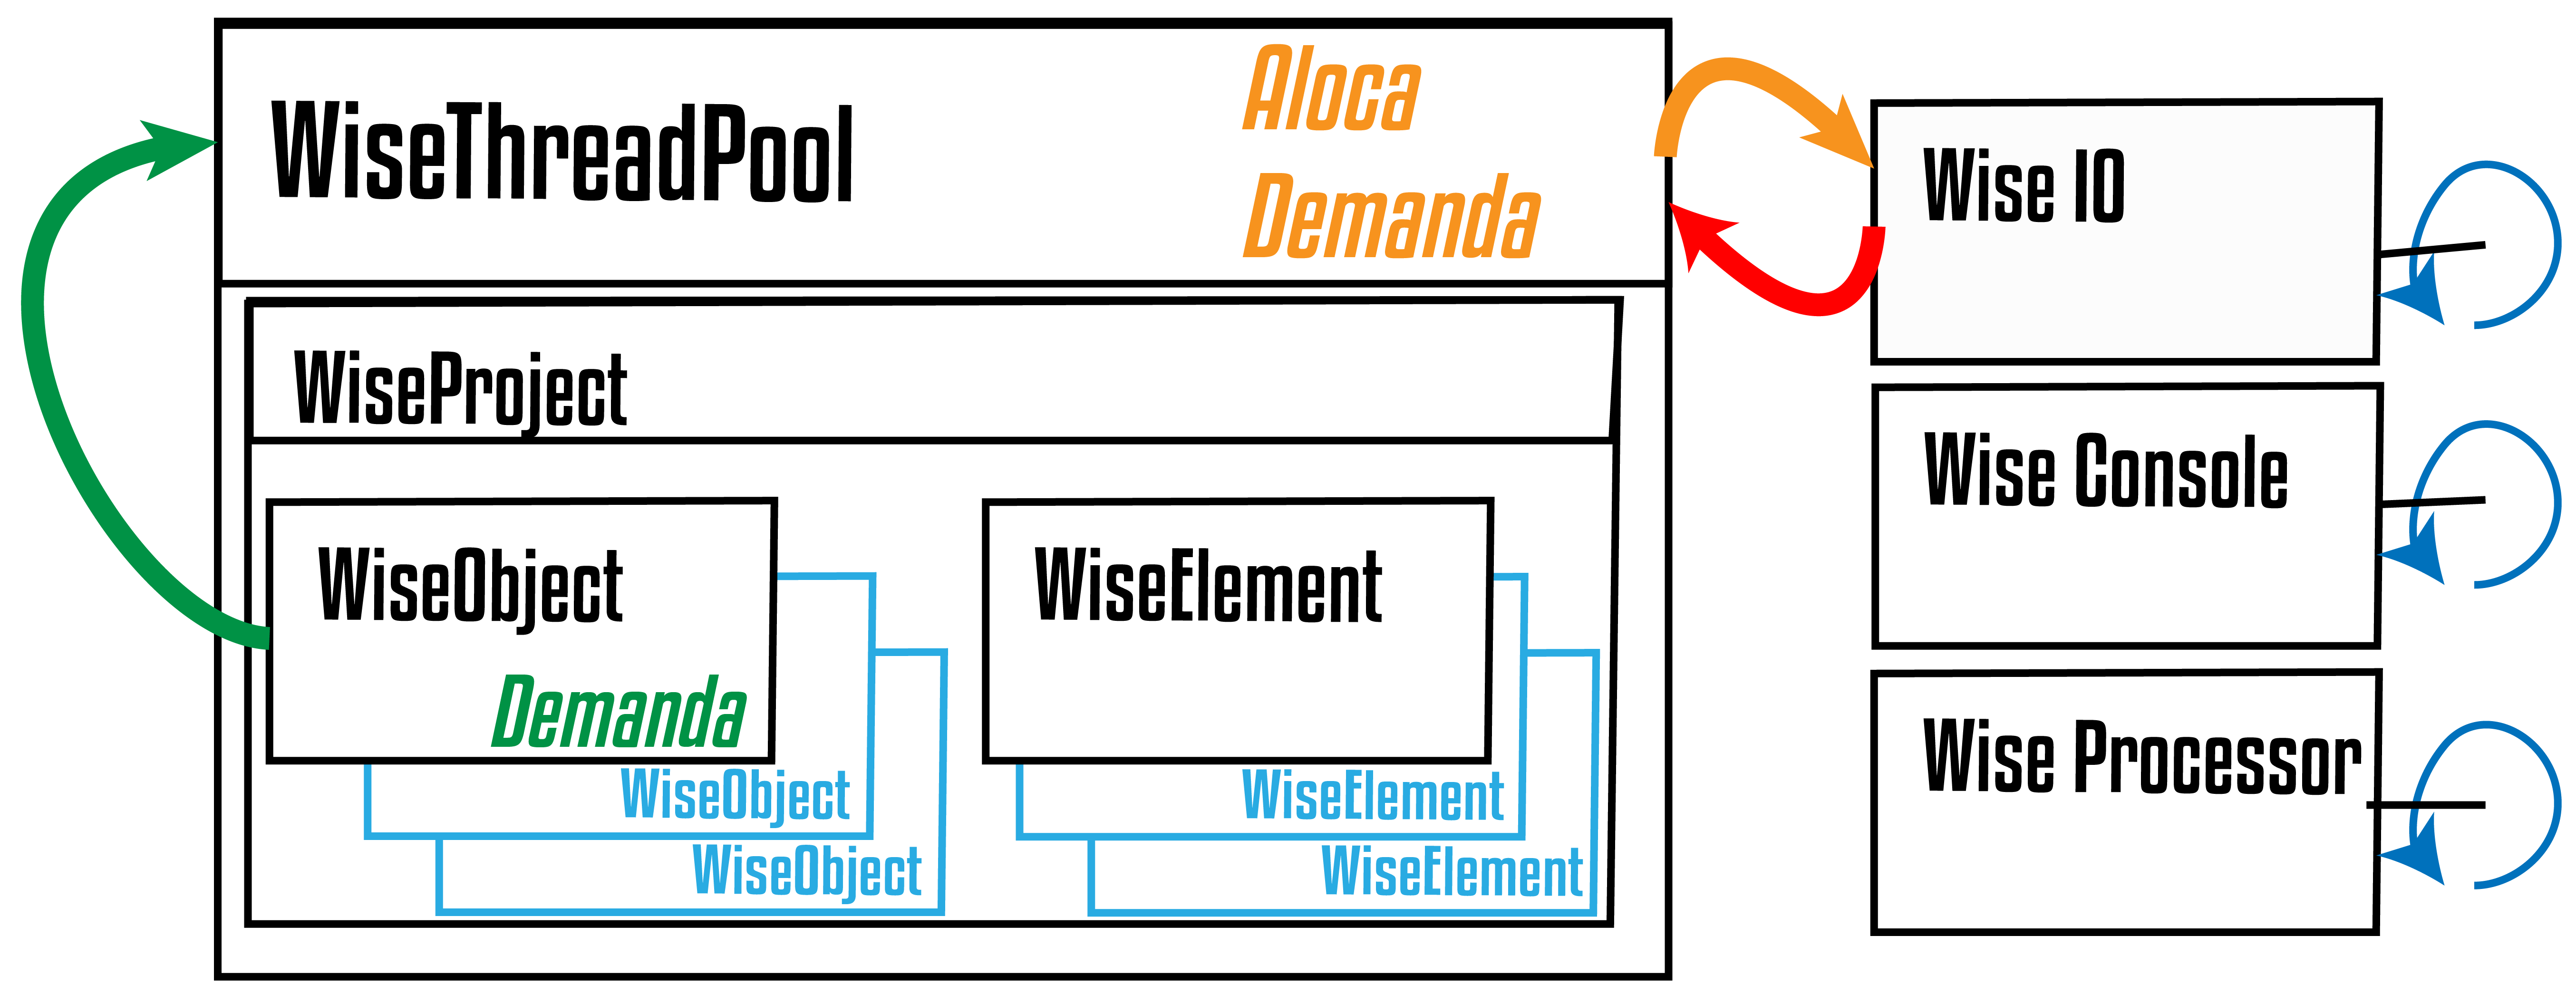 WiseThreadPool
Aloca
Demanda
Wise IO
WiseProject
Wise Console
WiseObject
Demanda
WiseObject
WiseObject
WiseElement
WiseElement
WiseElement
Wise Processor